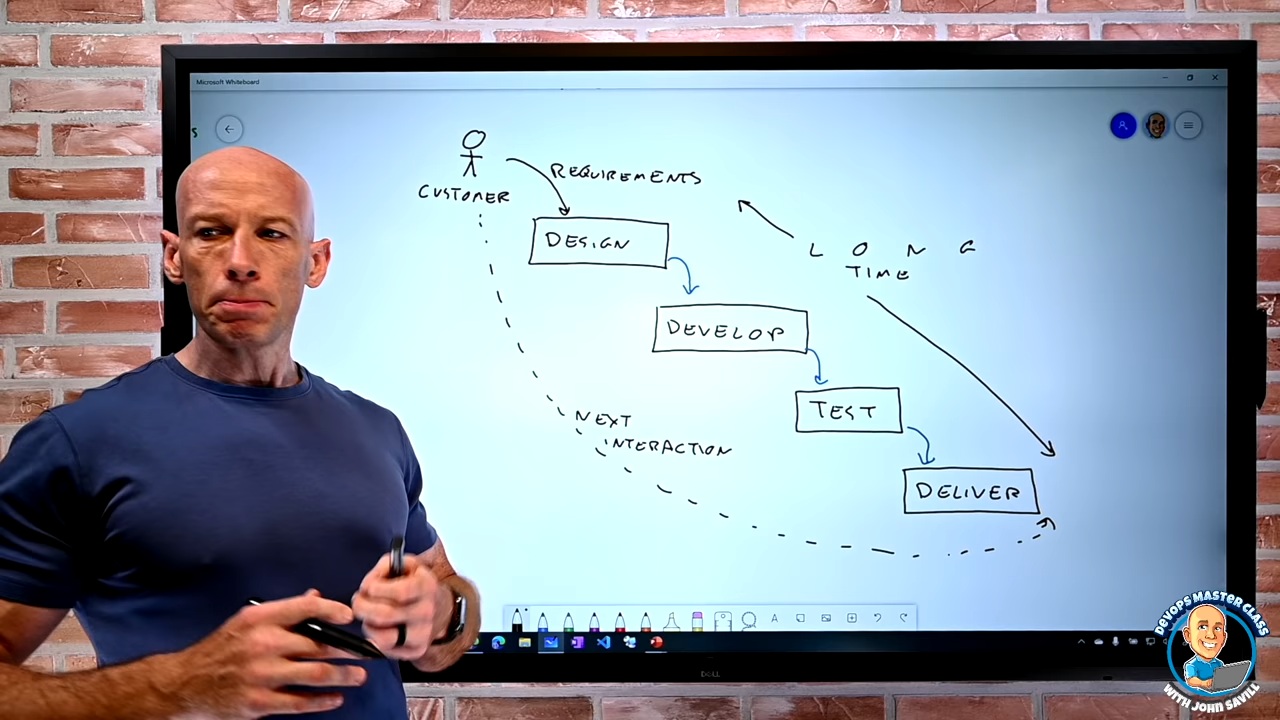 Microsoft Whiteboard
S
REQUIREMENTS
CUSTOMER
DESIGN
L O N G
TIME
DEVELOP
TEST
NEXT
INTERACTION
DELIVER
A
DELL
DEVOPS MASTER CLASS
WITH JOHN SAVILL